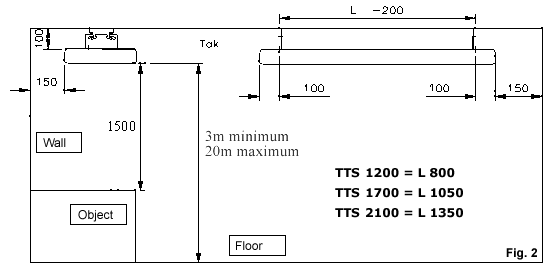 L -200
100
Tak
150
100
100
150
1500
3m minimum
20m maximum
Wall
TTS 1200 = L 800
TTS 1700 = L 1050
TTS 2100 = L 1350
Object
Floor
Fig. 2